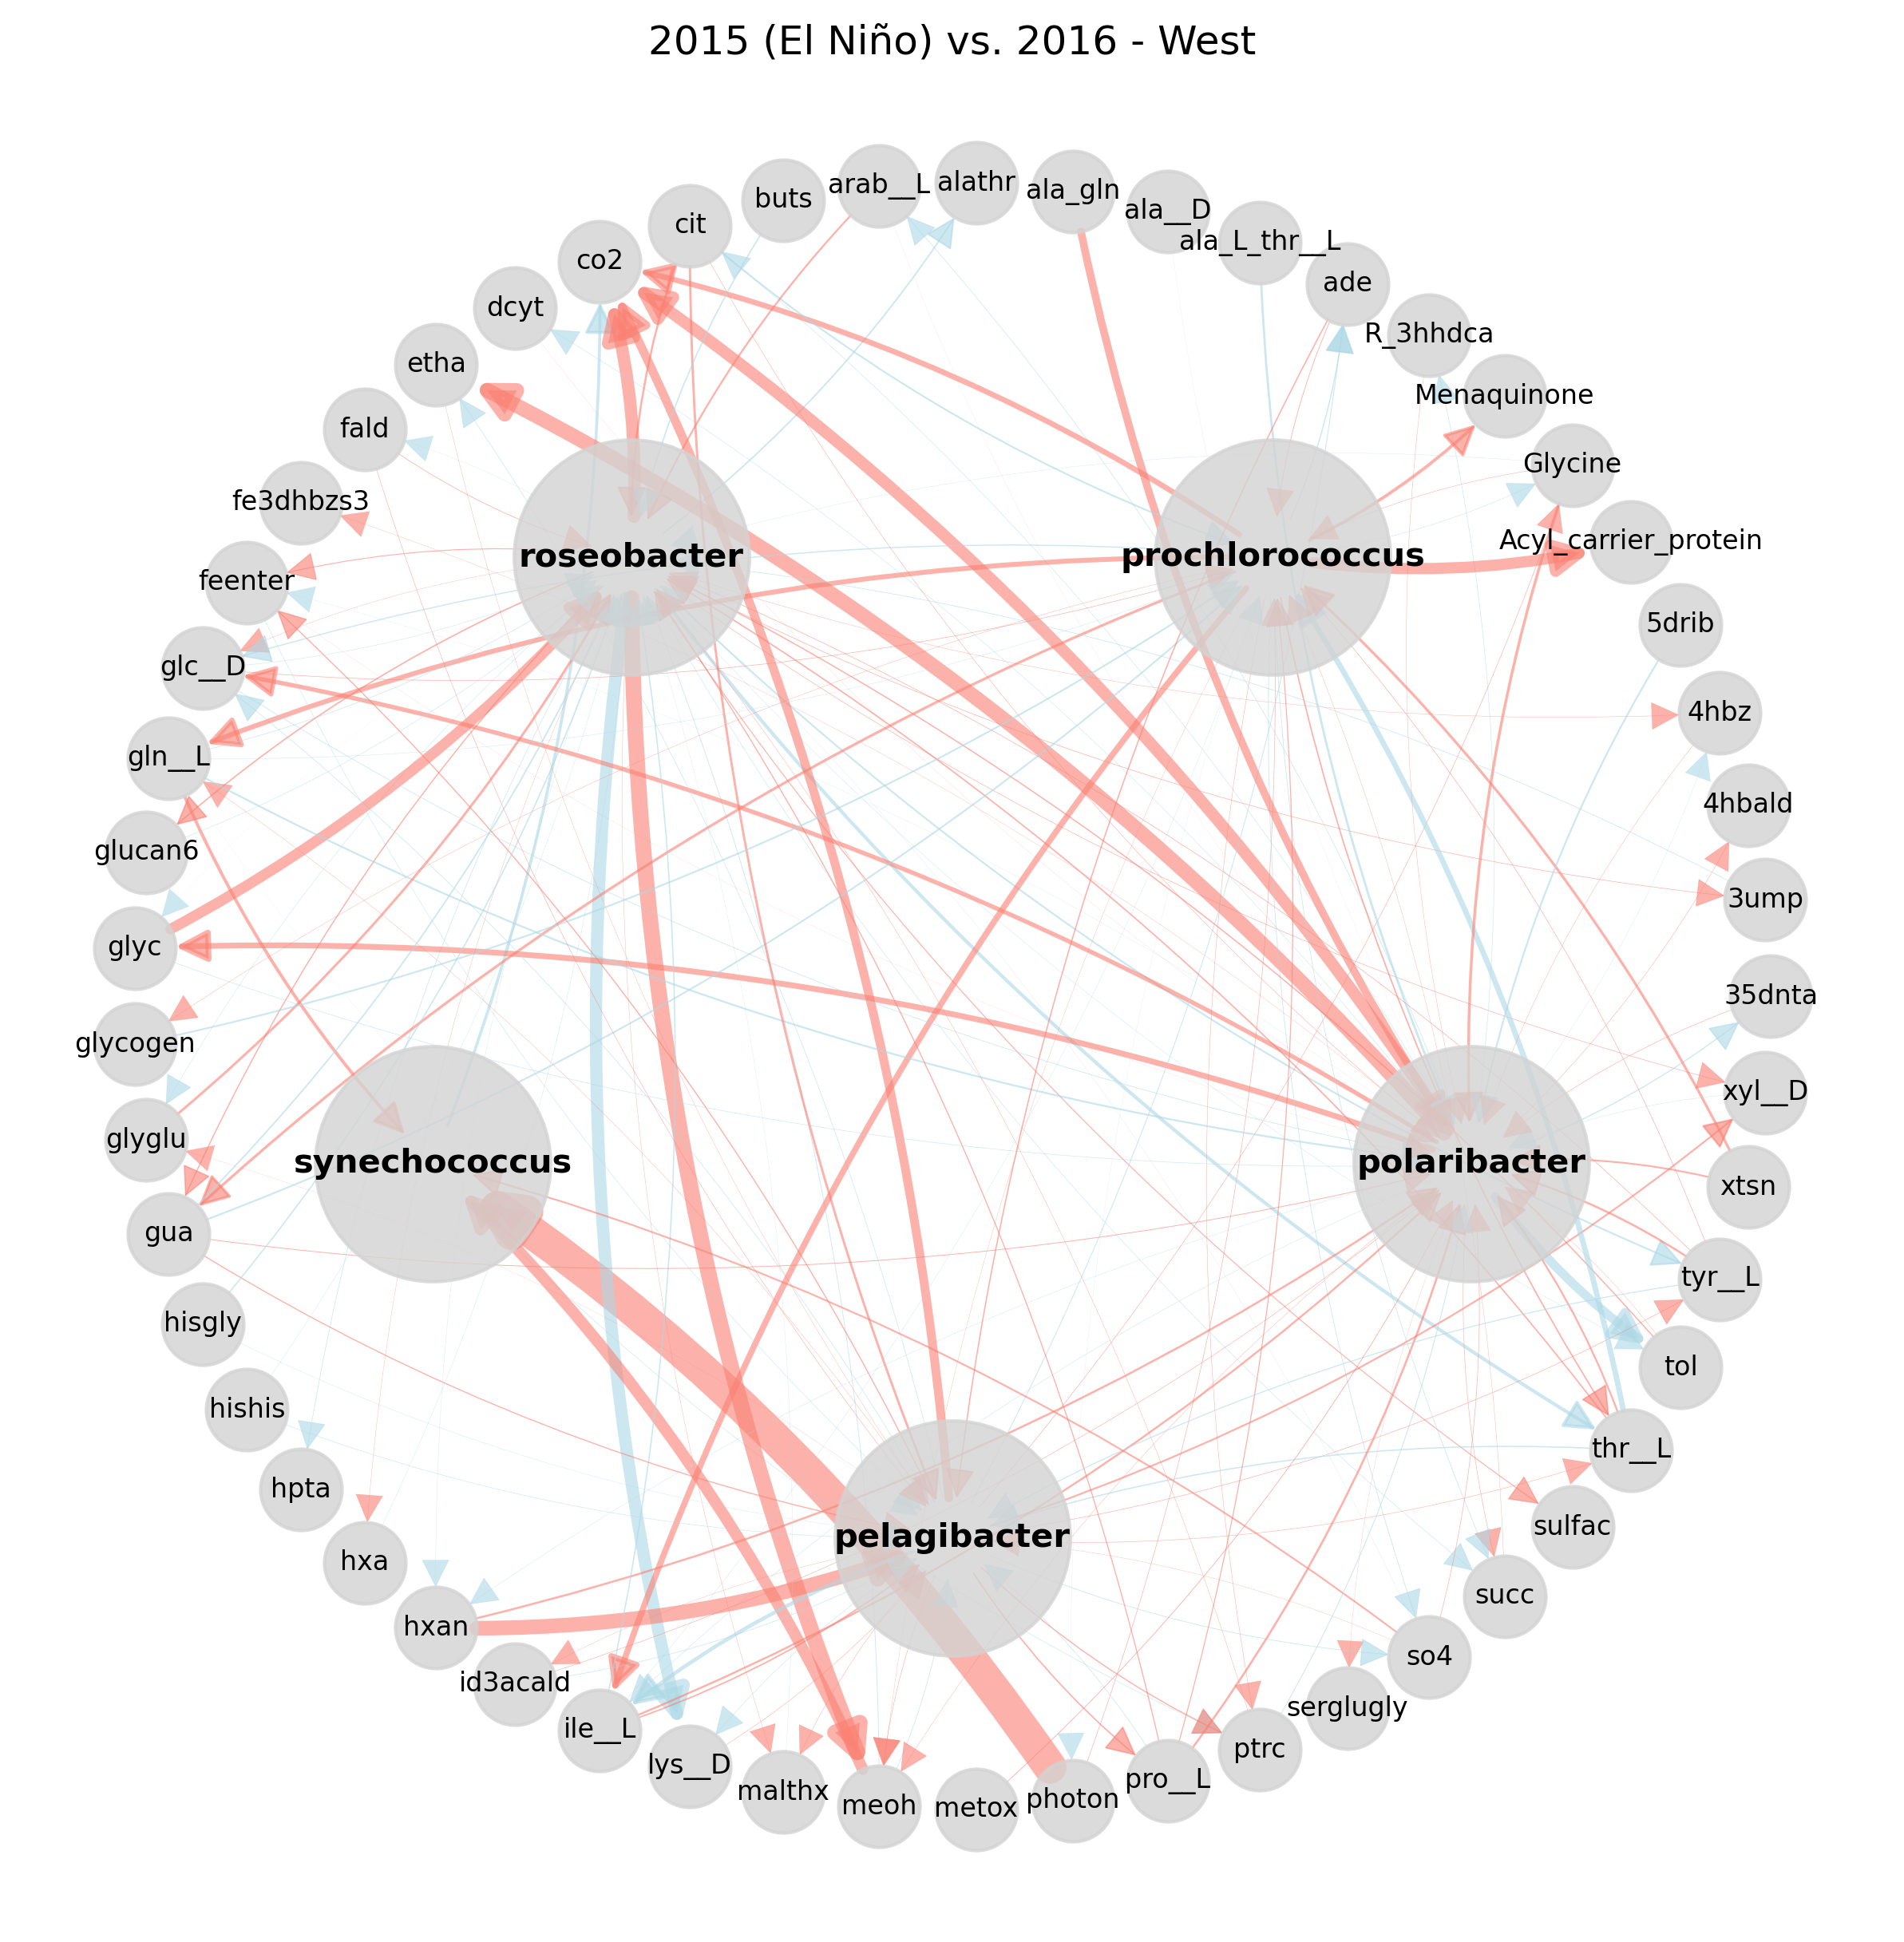 2015 (El Niño) vs. 2016 - West
alathr
arab__L
ala_gln
buts
ala__D
cit
ala_L_thr__L
co2
ade
dcyt
R_3hhdca
etha
Menaquinone
fald
Glycine
fe3dhbzs3
Acyl_carrier_protein
roseobacter
prochlorococcus
feenter
5drib
glc__D
4hbz
gln__L
4hbald
glucan6
3ump
glyc
35dnta
glycogen
xyl__D
glyglu
synechococcus
polaribacter
xtsn
gua
tyr__L
hisgly
tol
hishis
thr__L
hpta
sulfac
pelagibacter
hxa
succ
hxan
so4
id3acald
serglugly
ile__L
ptrc
lys__D
pro__L
malthx
photon
meoh
metox